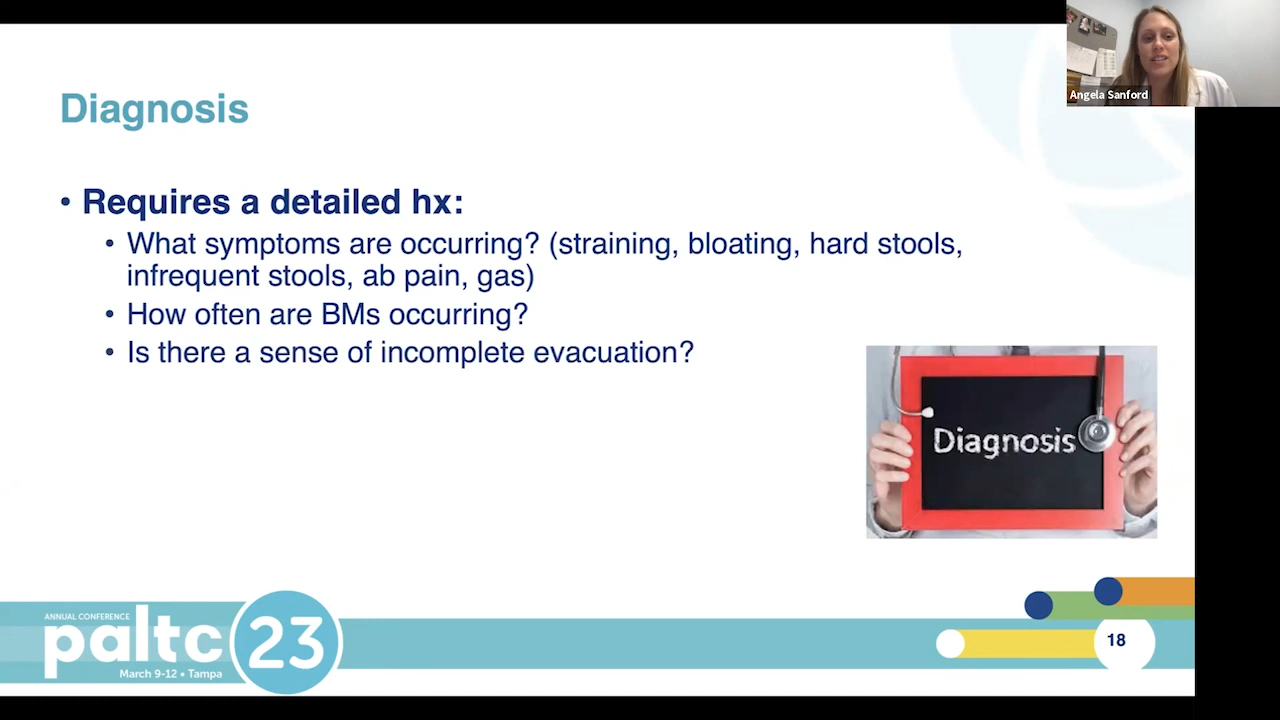 Angela Sanford
Diagnosis
• Requires a detailed hx:
• What symptoms are occurring? (straining, bloating, hard stools,
infrequent stools, ab pain, gas)
• How often are BMs occurring?
• Is there a sense of incomplete evacuation?
Diagnosis
ANNUAL CONFERENCE
paltc 23
March 9-12 • Tampa
18